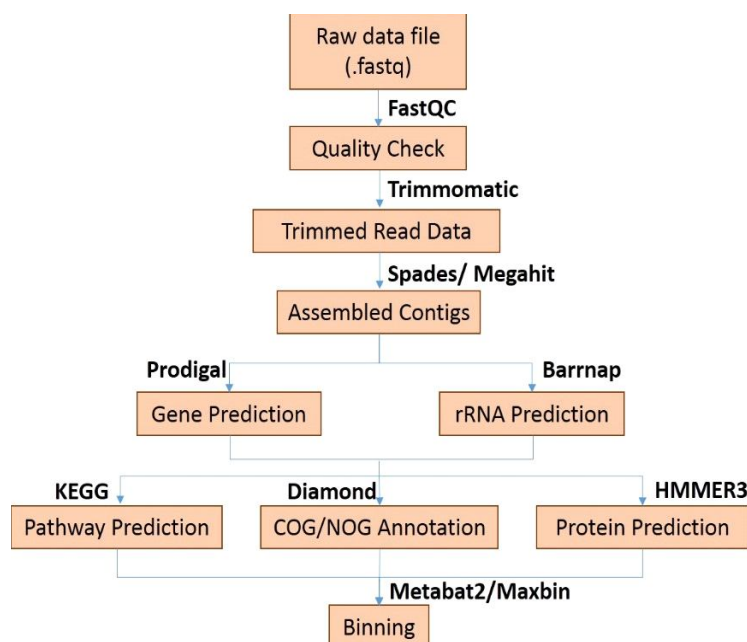 Raw data file
(.fastq)
FastQC
Quality Check
Trimmomatic
Trimmed Read Data
Spades/ Megahit
Assembled Contigs
Prodigal
Barrnap
Gene Prediction
rRNA Prediction
KEGG
Diamond
HMMER3
Pathway Prediction
COG/NOG Annotation
Protein Prediction
Metabat2/Maxbin
Binning